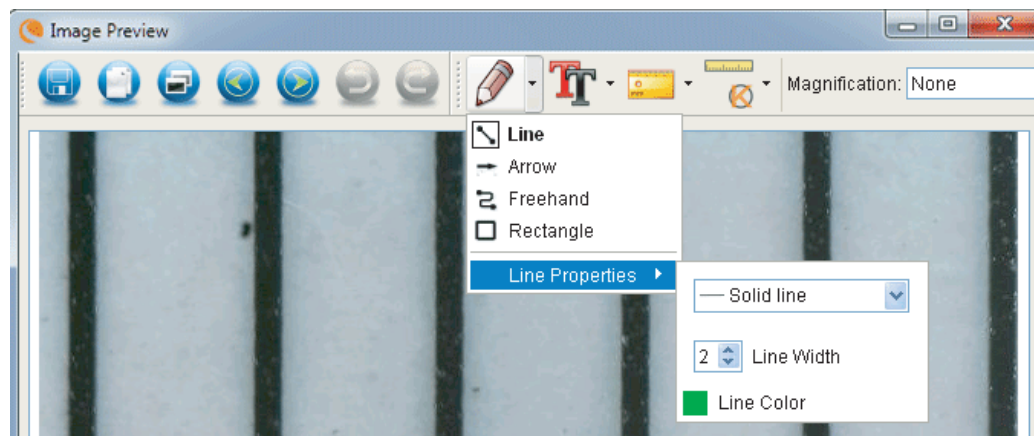 Image Preview
Magnification: None
Line
Arrow
Freehand
Rectangle
Line Properties
Solid line
2 Line Width
Line Color